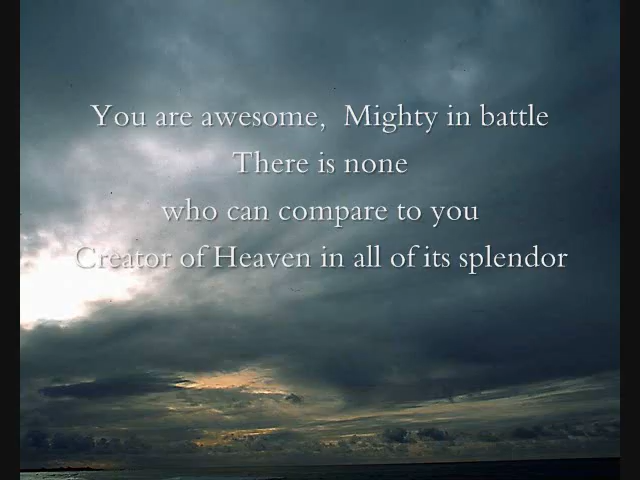 You are awesome,  Mighty in battle
There is none
who can compare to you
Creator of Heaven in all of its splendor